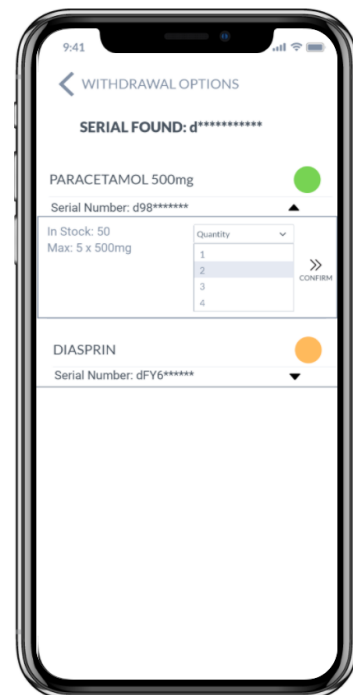 9:41
WITHDRAWAL OPTIONS
SERIAL FOUND: d***********
PARACETAMOL 500mg
Serial Number: d98*******
In Stock: 50
Max: 5 x 500mg
Quantity
1
2
3
4
CONFIRM
DIASPRIN
Serial Number: dFY6******